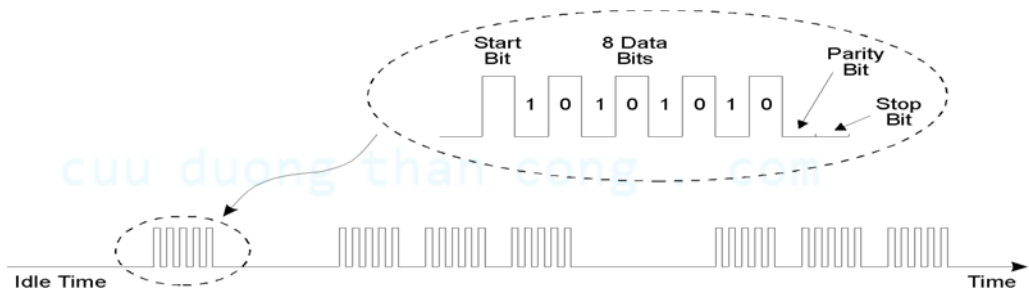 Start Bit
8 Data Bits
Parity Bit
Stop Bit
1 0 1 0 1 0 1 0
cuu duong than cong . com
Idle Time
Time